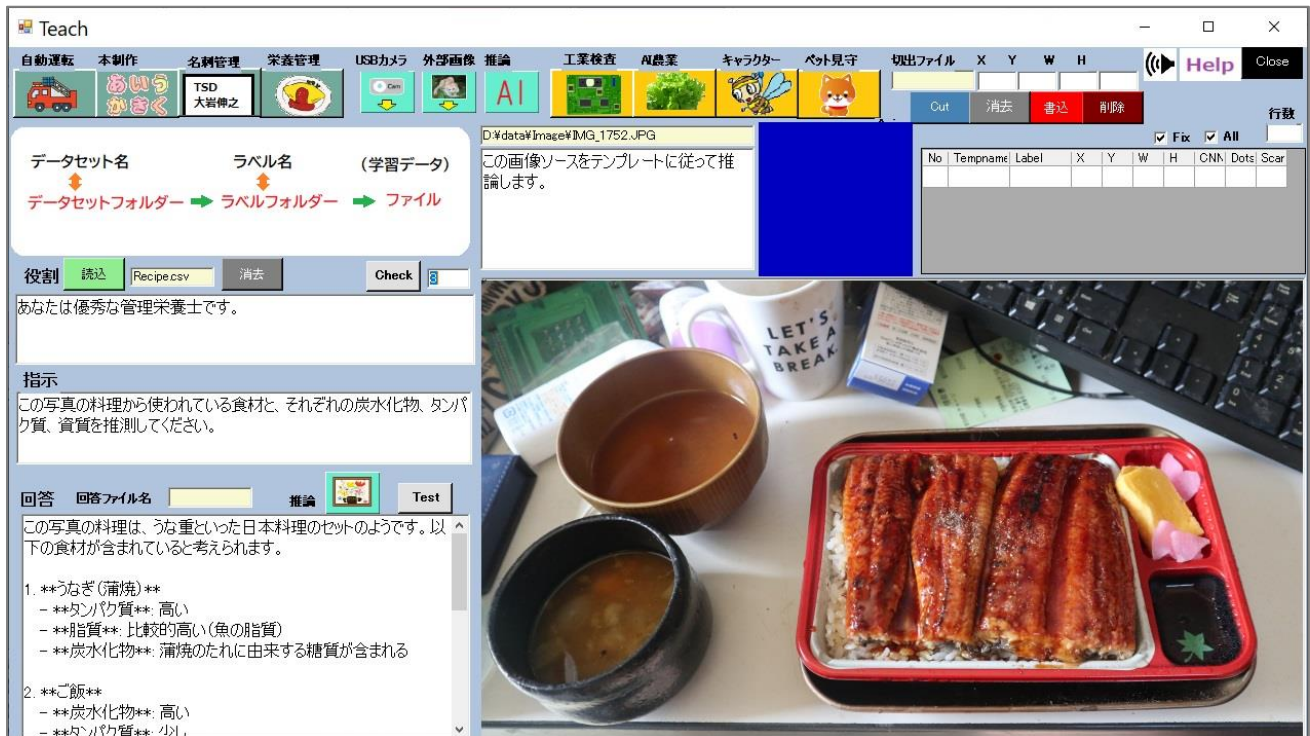 Teach
自動運転 本制作 名刺管理 栄養管理 USBカメラ 外部画像 推論 工業検査 AI農業 キャラクター ペット見守 切出ファイル X Y W H
あいう
かきく
TSD
大岩伸之
Can
AI
Help
Close
Cut 消去 書込 削除
行数
Fix All
D:¥data¥Image¥IMG_1752.JPG
この画像ソースをテンプレートに従って推
論します。
No Tempname Label X Y W H CNN Dots Scar
データセット名 ラベル名 (学習データ)
データセットフォルダー ラベルフォルダー ファイル
役割 読込 Recipe.csv 消去 Check 8
あなたは優秀な管理栄養士です。
指示
この写真の料理から使われている食材と、それぞれの炭水化物、タンパ
ク質、資質を推測してください。
回答 回答ファイル名 推論 Test
この写真の料理は、うな重といった日本料理のセットのようです。以
下の食材が含まれていると考えられます。
1. **うなぎ(蒲焼)**
- **タンパク質**: 高い
- **脂質**: 比較的高い(魚の脂質)
- **炭水化物**: 蒲焼のたれに由来する糖質が含まれる
2. **ご飯**
- **炭水化物**: 高い
- **タンパク質**: 少し
LET'S
TAKE A
BREAK.